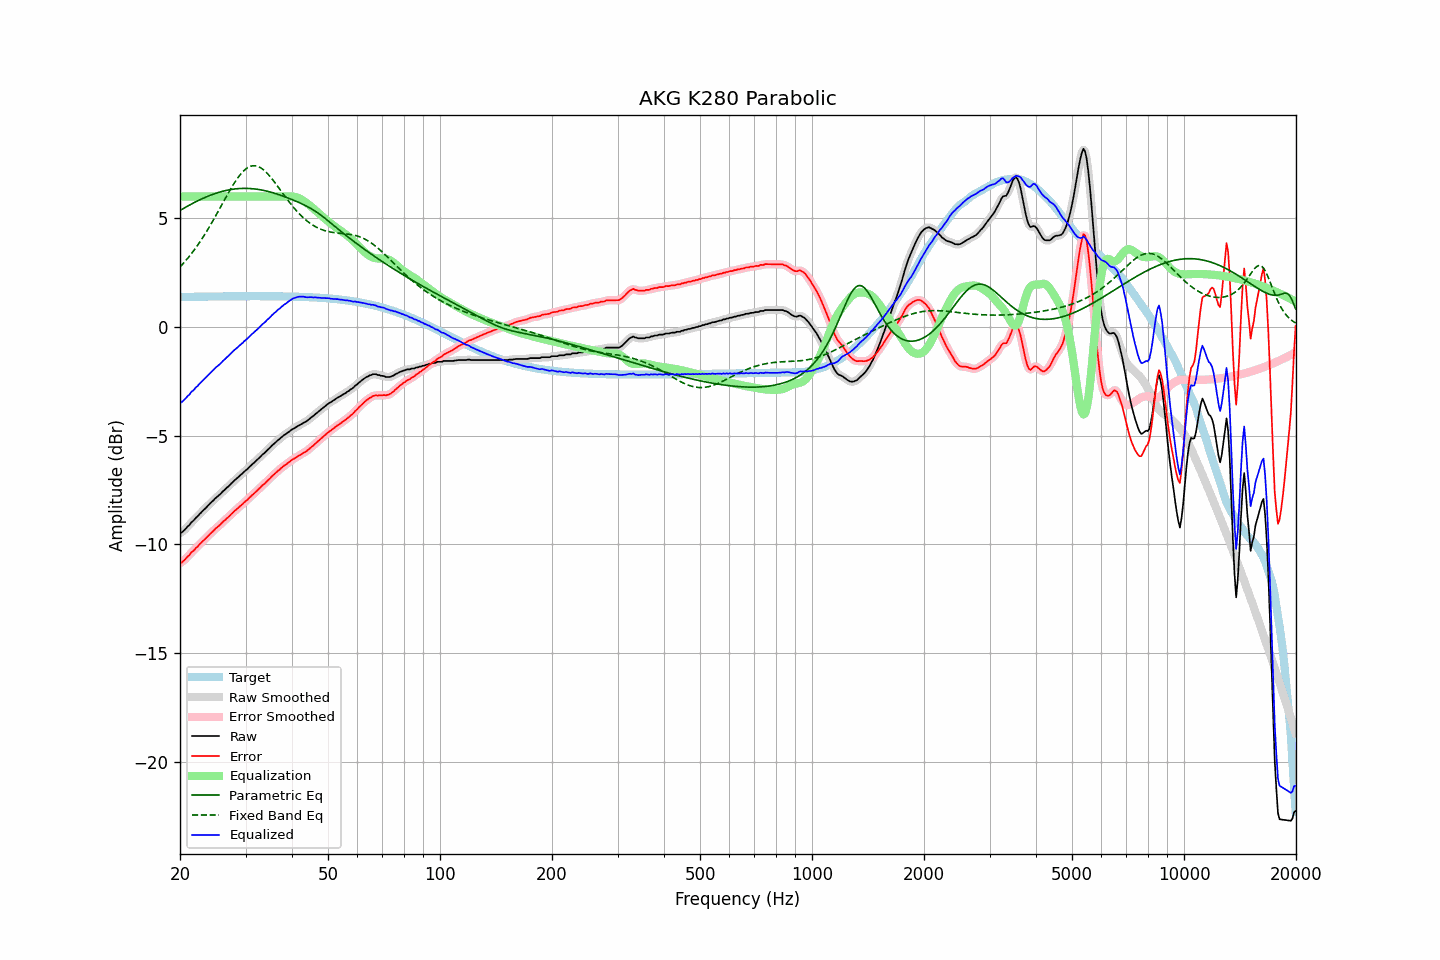 AKG K280 Parabolic
Amplitude (dBr)
5
0
−5
−10
−15
−20
Target
Raw Smoothed
Error Smoothed
Raw
Error
Equalization
Parametric Eq
Fixed Band Eq
Equalized
20 50 100 200 500 1000 2000 5000 10000 20000
Frequency (Hz)